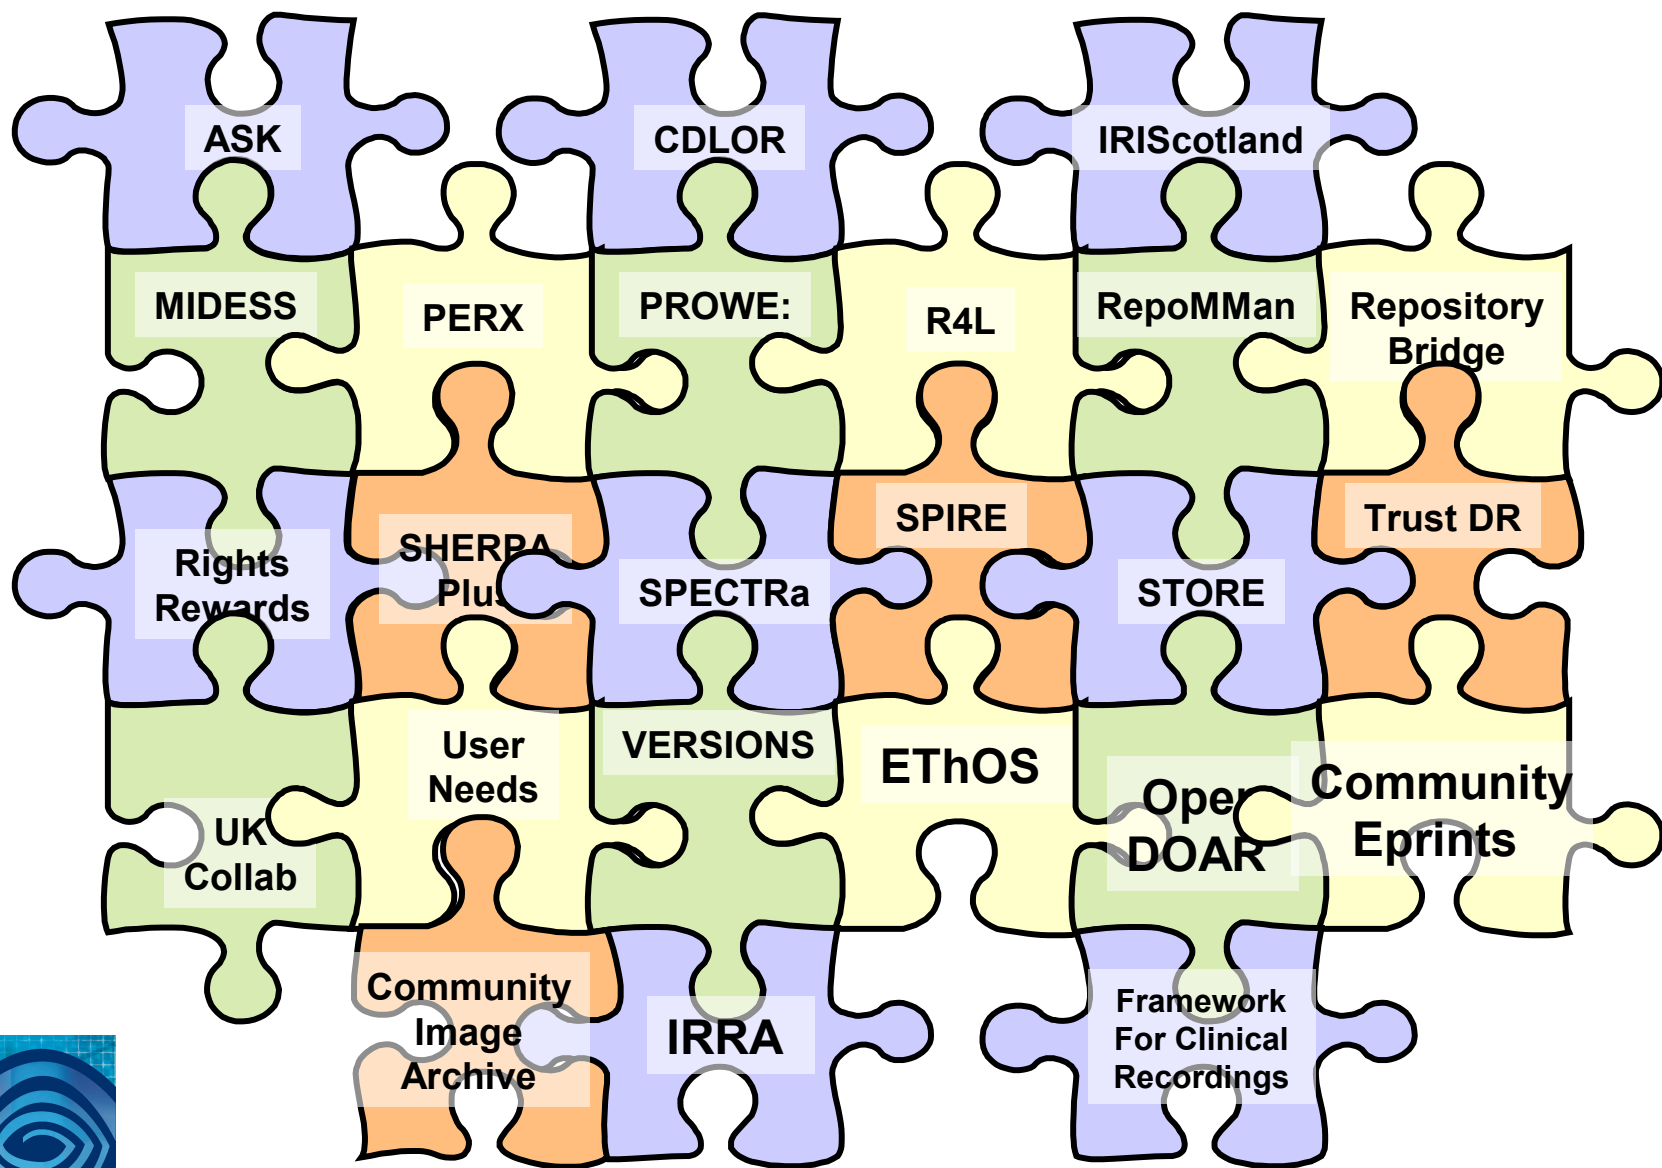 ASK
CDLOR
IRIScotland
MIDESS
PERX
PROWE:
R4L
RepoMMan
Repository
Bridge
Rights
Rewards
SHERPA
Plus
SPECTRa
SPIRE
STORE
Trust DR
UK
Collab
User
Needs
VERSIONS
EThOS
Open
DOAR
Community
Eprints
Community
Image
Archive
IRRA
Framework
For Clinical
Recordings